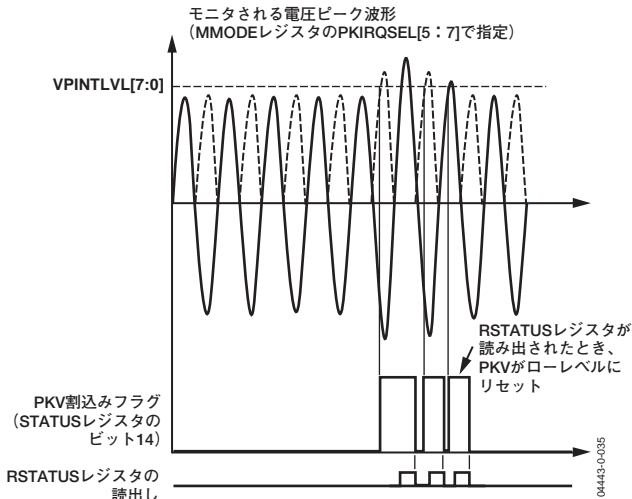 モニタされる電圧ピーク波形
（MMODEレジスタのPKIRQSEL[5：7]で指定）
VPINTLVL[7:0]
RSTATUSレジスタが
読み出されたとき、
PKVがローレベルに
リセット
PKV割込みフラグ
（STATUSレジスタの
ビット14）
RSTATUSレジスタの
読出し
04443-0-035